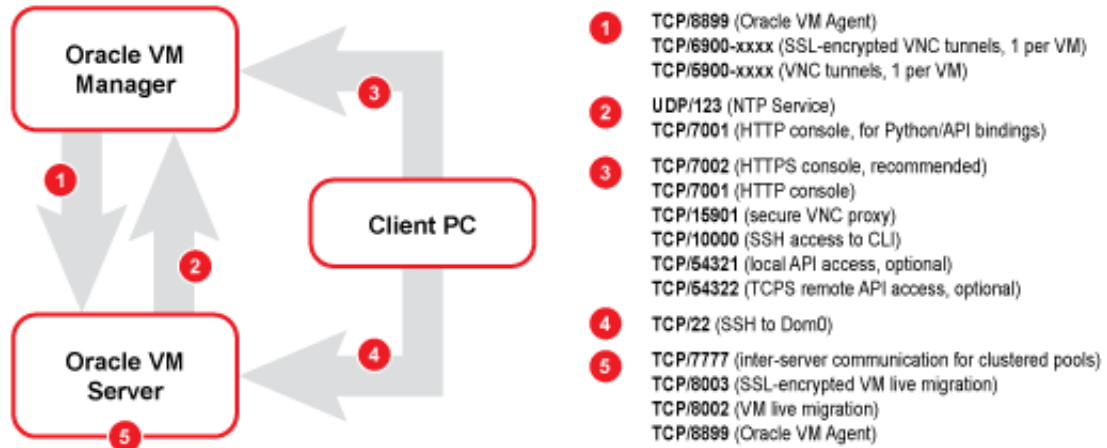 Oracle VM
Manager
3
1
Client PC
2
Oracle VM
Server
4
5
1 TCP/8899 (Oracle VM Agent)
TCP/6900-xxxx (SSL-encrypted VNC tunnels, 1 per VM)
TCP/5900-xxxx (VNC tunnels, 1 per VM)
2 UDP/123 (NTP Service)
TCP/7001 (HTTP console, for Python/API bindings)
3 TCP/7002 (HTTPS console, recommended)
TCP/7001 (HTTP console)
TCP/15901 (secure VNC proxy)
TCP/10000 (SSH access to CLI)
TCP/54321 (local API access, optional)
TCP/54322 (TCPS remote API access, optional)
4 TCP/22 (SSH to Dom0)
5 TCP/7777 (inter-server communication for clustered pools)
TCP/8003 (SSL-encrypted VM live migration)
TCP/8002 (VM live migration)
TCP/8899 (Oracle VM Agent)